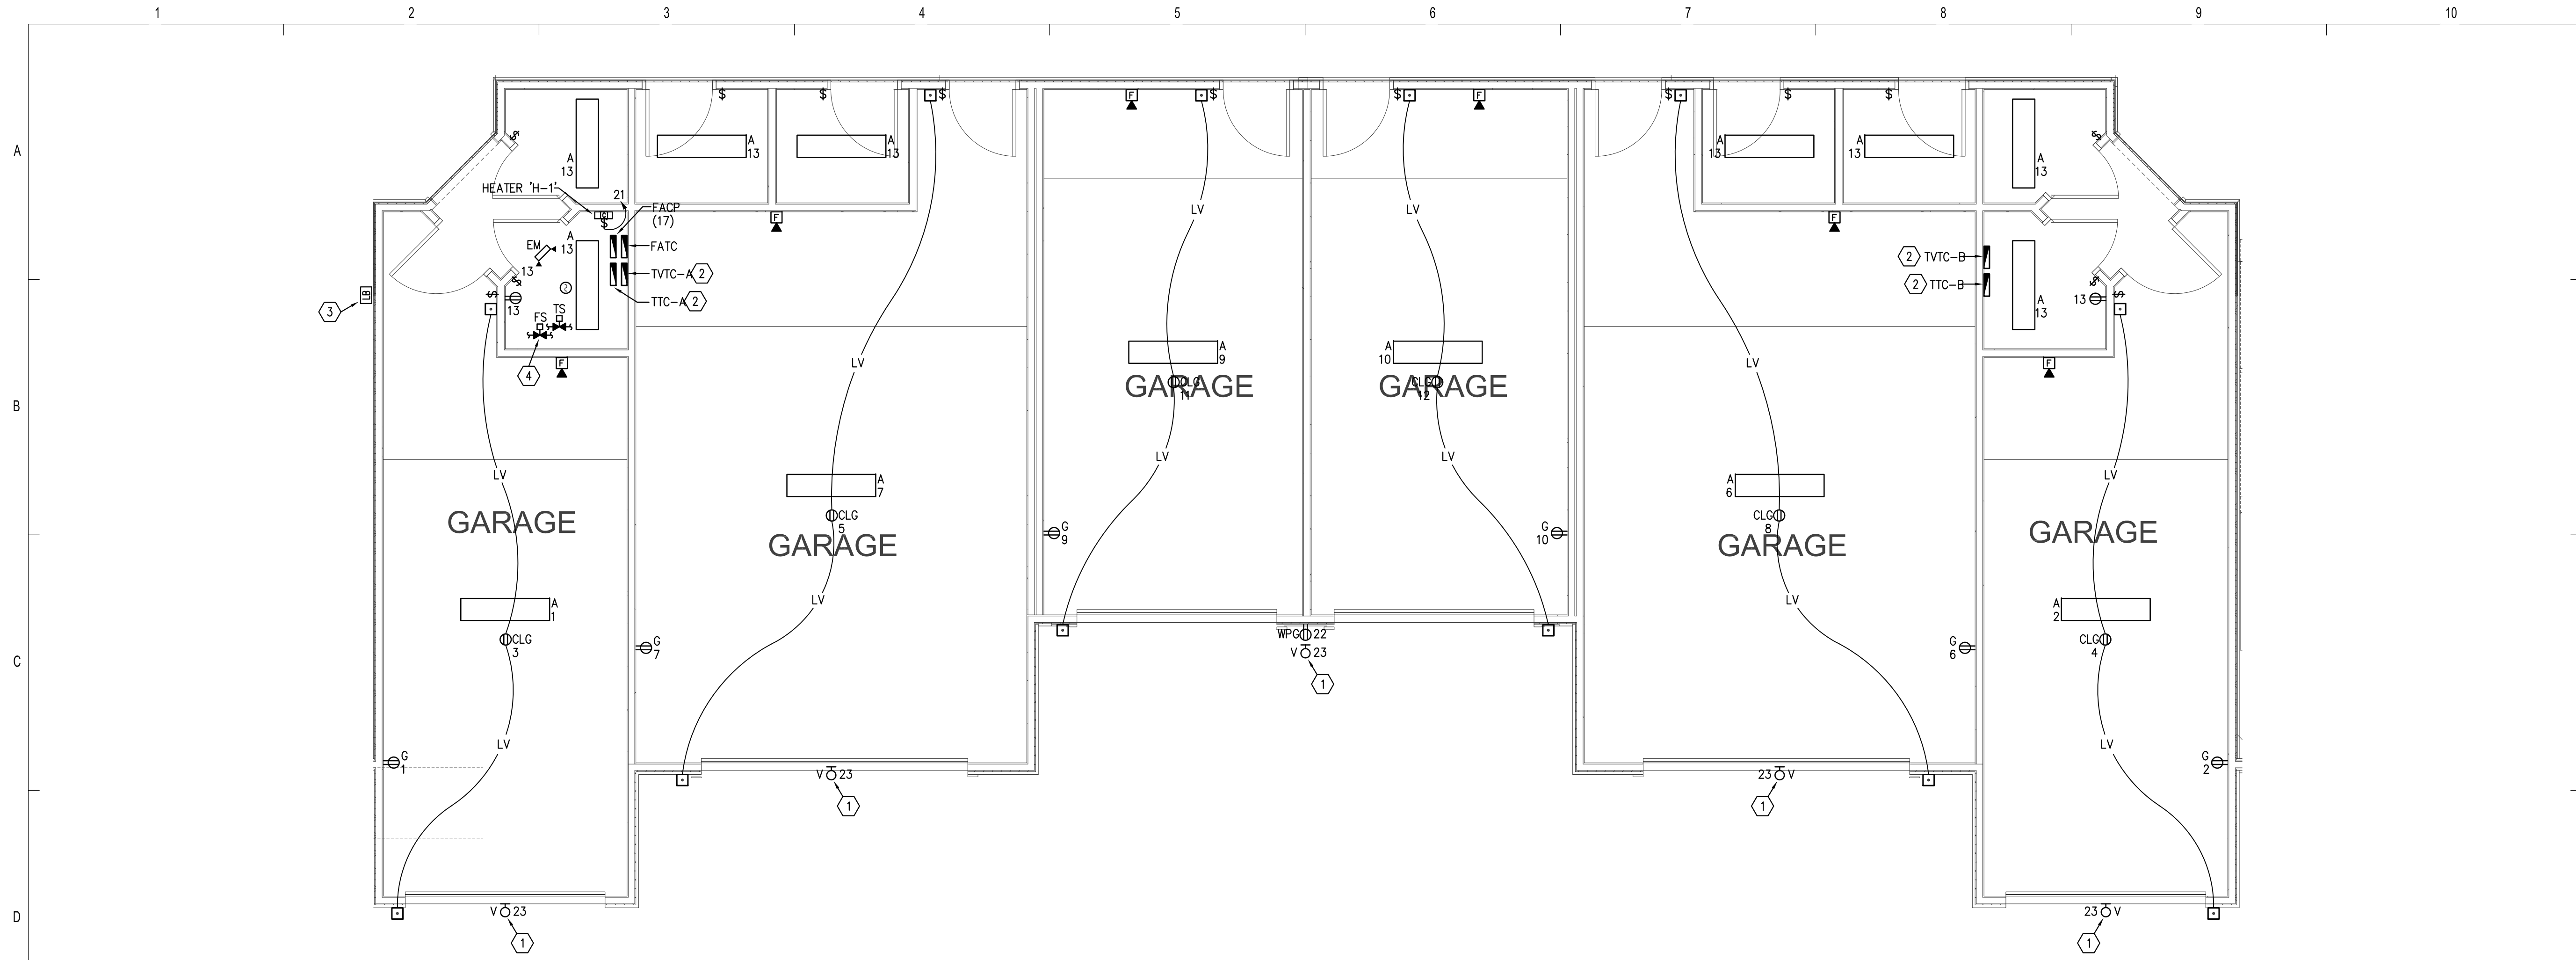 1 2 3 4 5 6 7 8 9 10
$ $ $ $ $ $ $ $
F F
A A
$ $
A 13 A 13 A 13 A 13 A 13 A 13 A 13 A 13
HEATER 'H-1' 21
FACP
(17)
$
LV LV LV LV
F F
EM A 13 FATC
13
2 TVTC-B
TVTC-A 2
2 TTC-B
TTC-A 2
$ $ 13 $ $ 13
A 13
3 LB
FS TS
4
F F
LV LV
A 9 A 10
CLG 11 CLG 12
GARAGE GARAGE
B B
LV LV
LV LV
A 7 A 6
CLG 5 CLG 8
GARAGE GARAGE
G 9 G 10
GARAGE GARAGE
LV LV
A 1 A 2
CLG 3 CLG 4
WPG 22
V 23
1
G 7 G 6
C C
LV LV
G 1 G 2
V 23 23 V
1 1
V 23 23 V
D
1 1